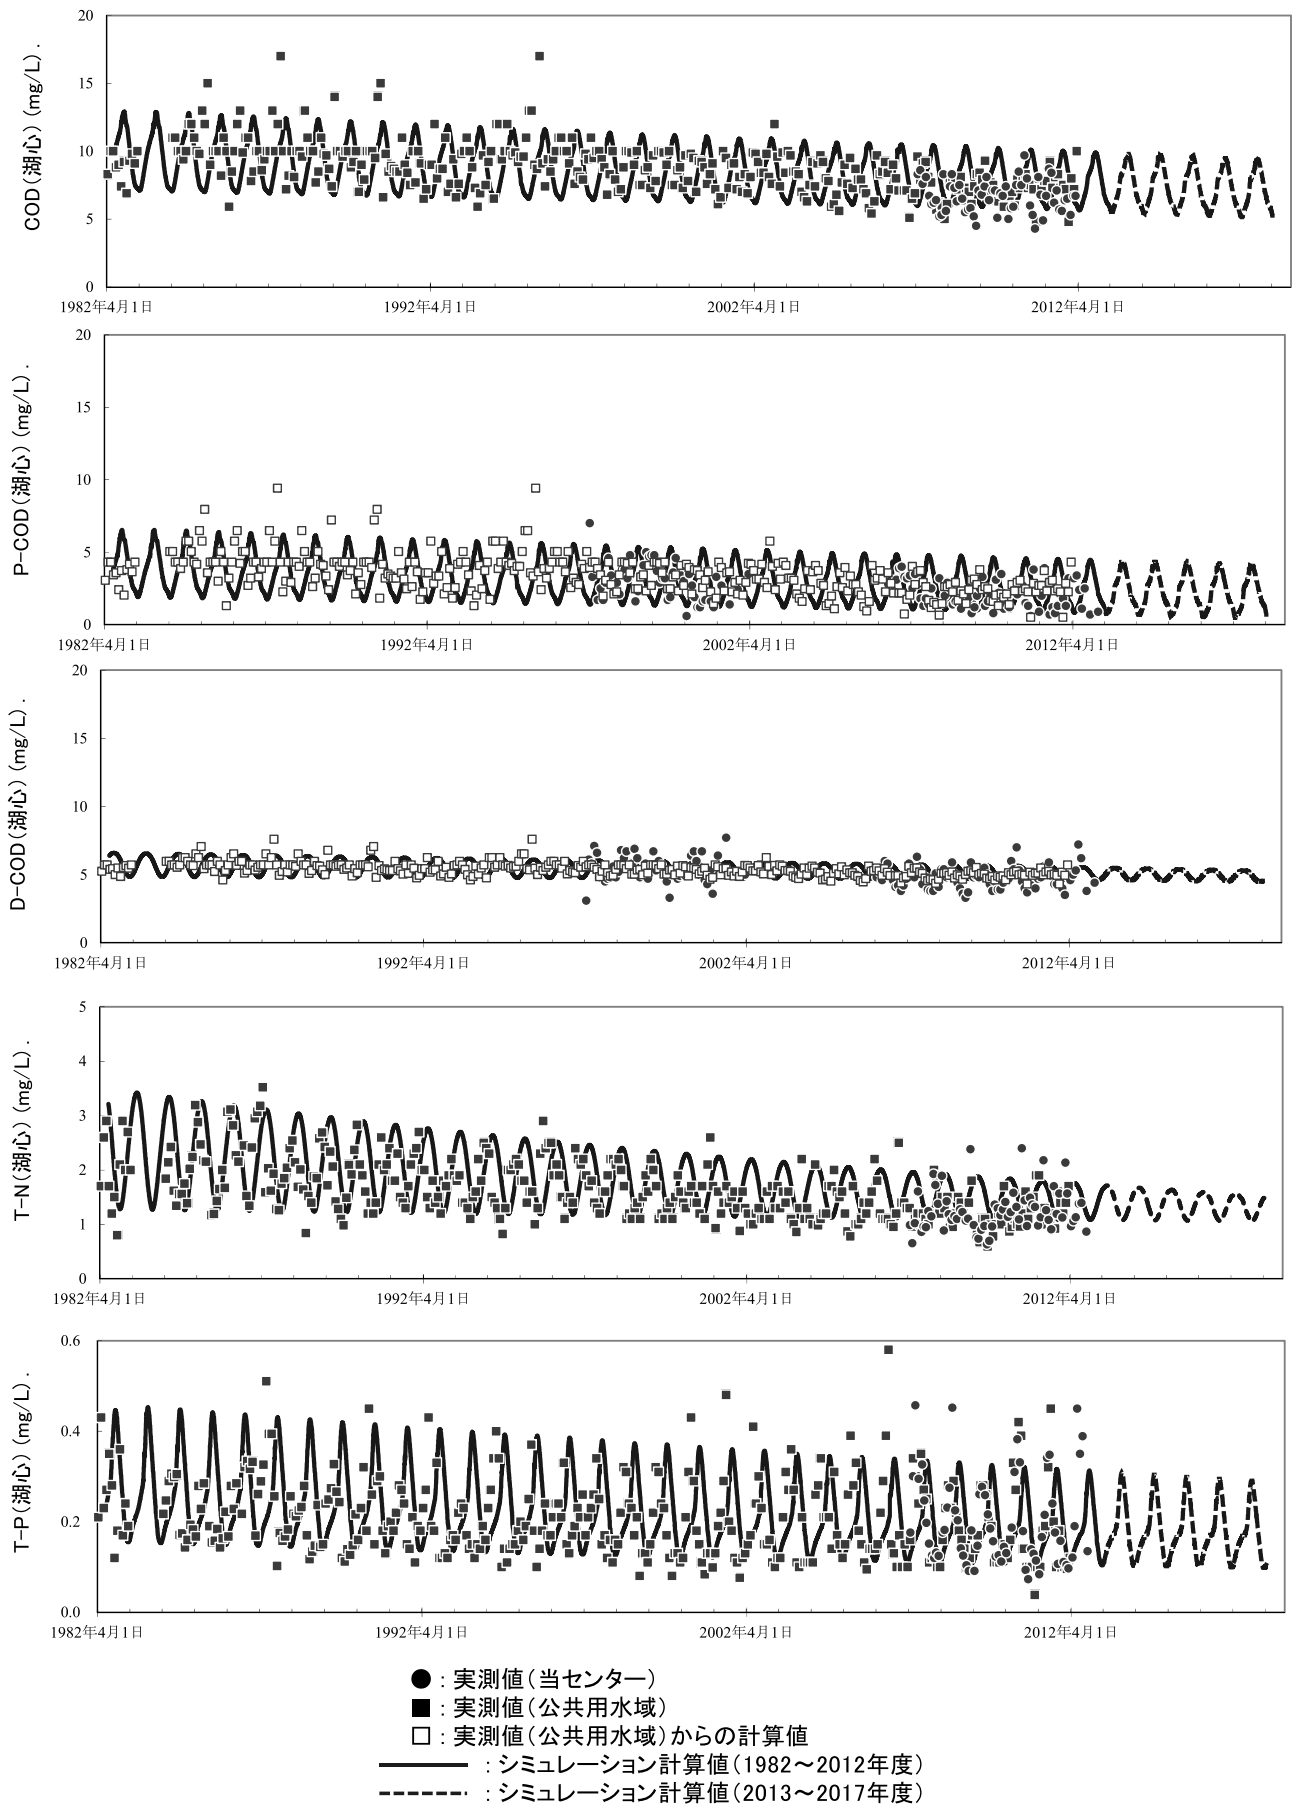 20
15
10
5
0
COD(湖心) (mg/L) .
1982年4月1日 1992年4月1日 2002年4月1日 2012年4月1日
20
15
10
5
0
P-COD(湖心) (mg/L) .
1982年4月1日 1992年4月1日 2002年4月1日 2012年4月1日
20
15
10
5
0
D-COD(湖心) (mg/L) .
1982年4月1日 1992年4月1日 2002年4月1日 2012年4月1日
5
4
3
2
1
0
T-N(湖心) (mg/L) .
1982年4月1日 1992年4月1日 2002年4月1日 2012年4月1日
0.6
0.4
0.2
0.0
T-P(湖心) (mg/L) .
1982年4月1日 1992年4月1日 2002年4月1日 2012年4月1日
●：実測値(当センター)
■：実測値(公共用水域)
□：実測値(公共用水域)からの計算値
：シミュレーション計算値(1982～2012年度)
：シミュレーション計算値(2013～2017年度)